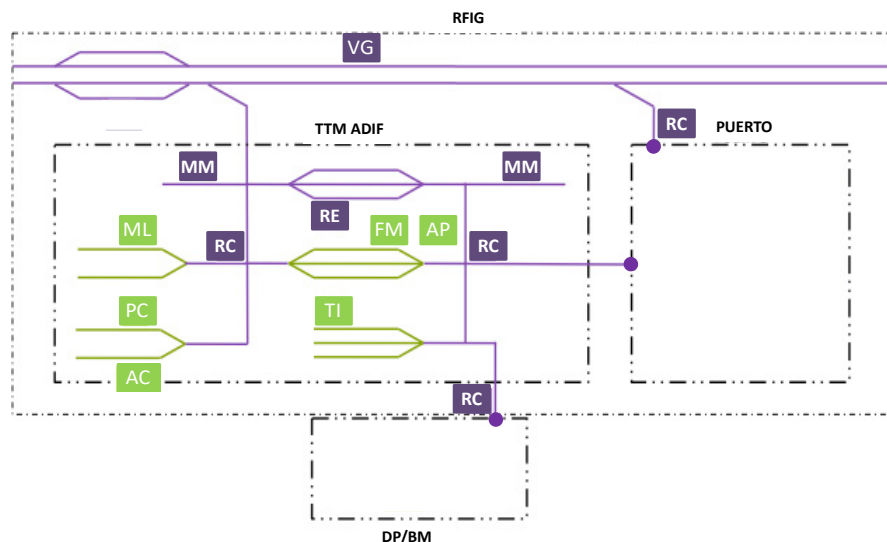 RFIG
VG
RC
TTM ADIF
PUERTO
MM
MM
RE
ML
RC
FM
AP
RC
PC
TI
AC
RC
DP/BM